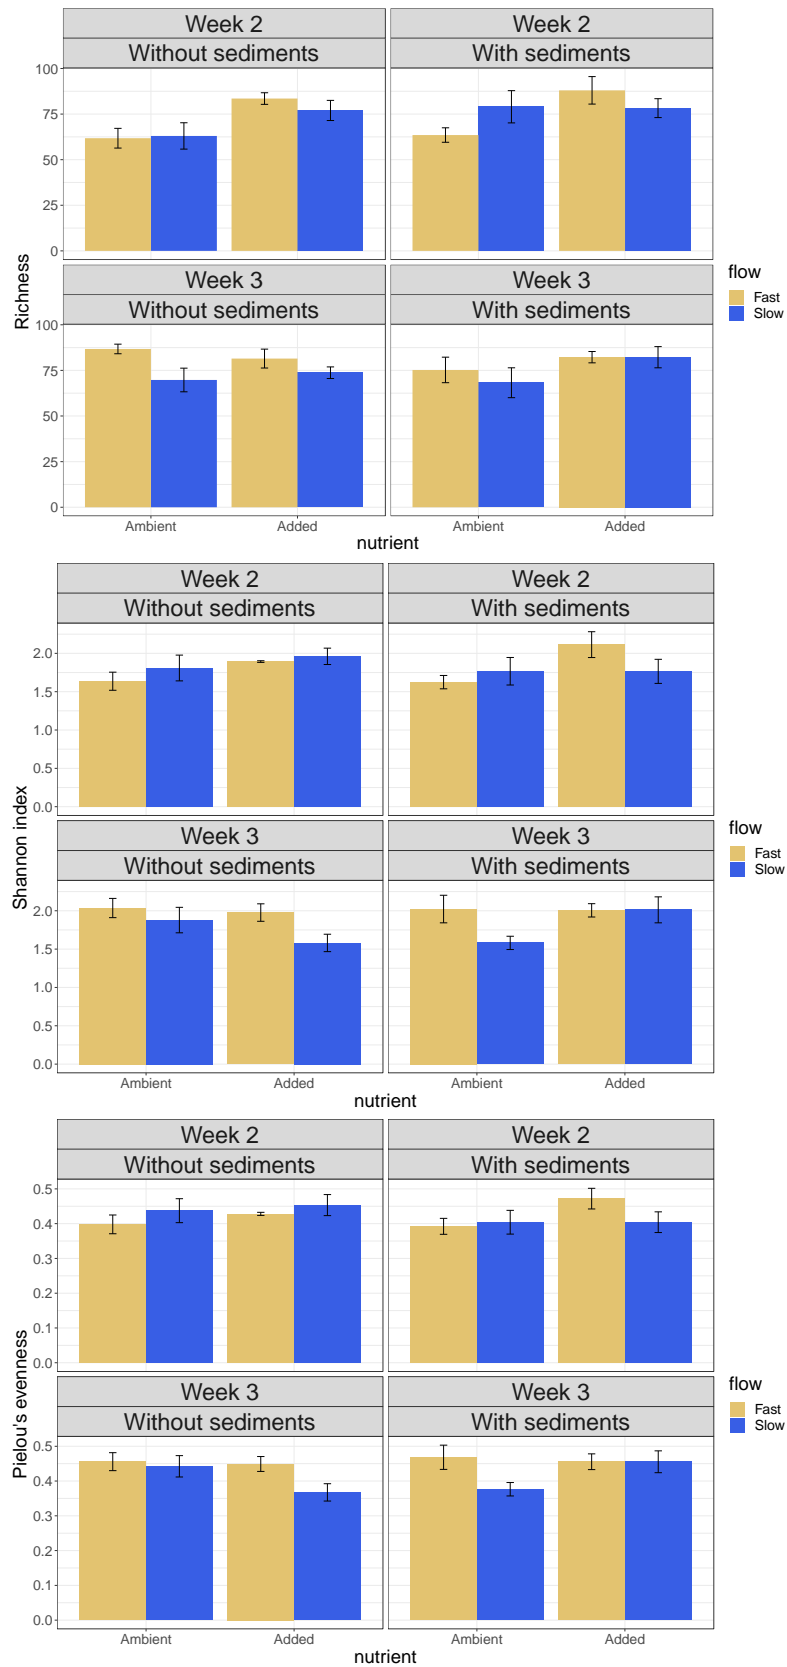 Week 2
Week 2
Without sediments
With sediments
100
75
50
25
0
Week 3
Week 3
Without sediments
With sediments
100
75
50
25
0
Ambient
Added
Ambient
Added
nutrient
Richness
flow
Fast
Slow
Week 2
Week 2
Without sediments
With sediments
2.0
1.5
1.0
0.5
0.0
Week 3
Week 3
Without sediments
With sediments
2.0
1.5
1.0
0.5
0.0
Ambient
Added
Ambient
Added
nutrient
Shannon index
flow
Fast
Slow
Week 2
Week 2
Without sediments
With sediments
0.5
0.4
0.3
0.2
0.1
0.0
Week 3
Week 3
Without sediments
With sediments
0.5
0.4
0.3
0.2
0.1
0.0
Ambient
Added
Ambient
Added
nutrient
Pielou's evenness
flow
Fast
Slow